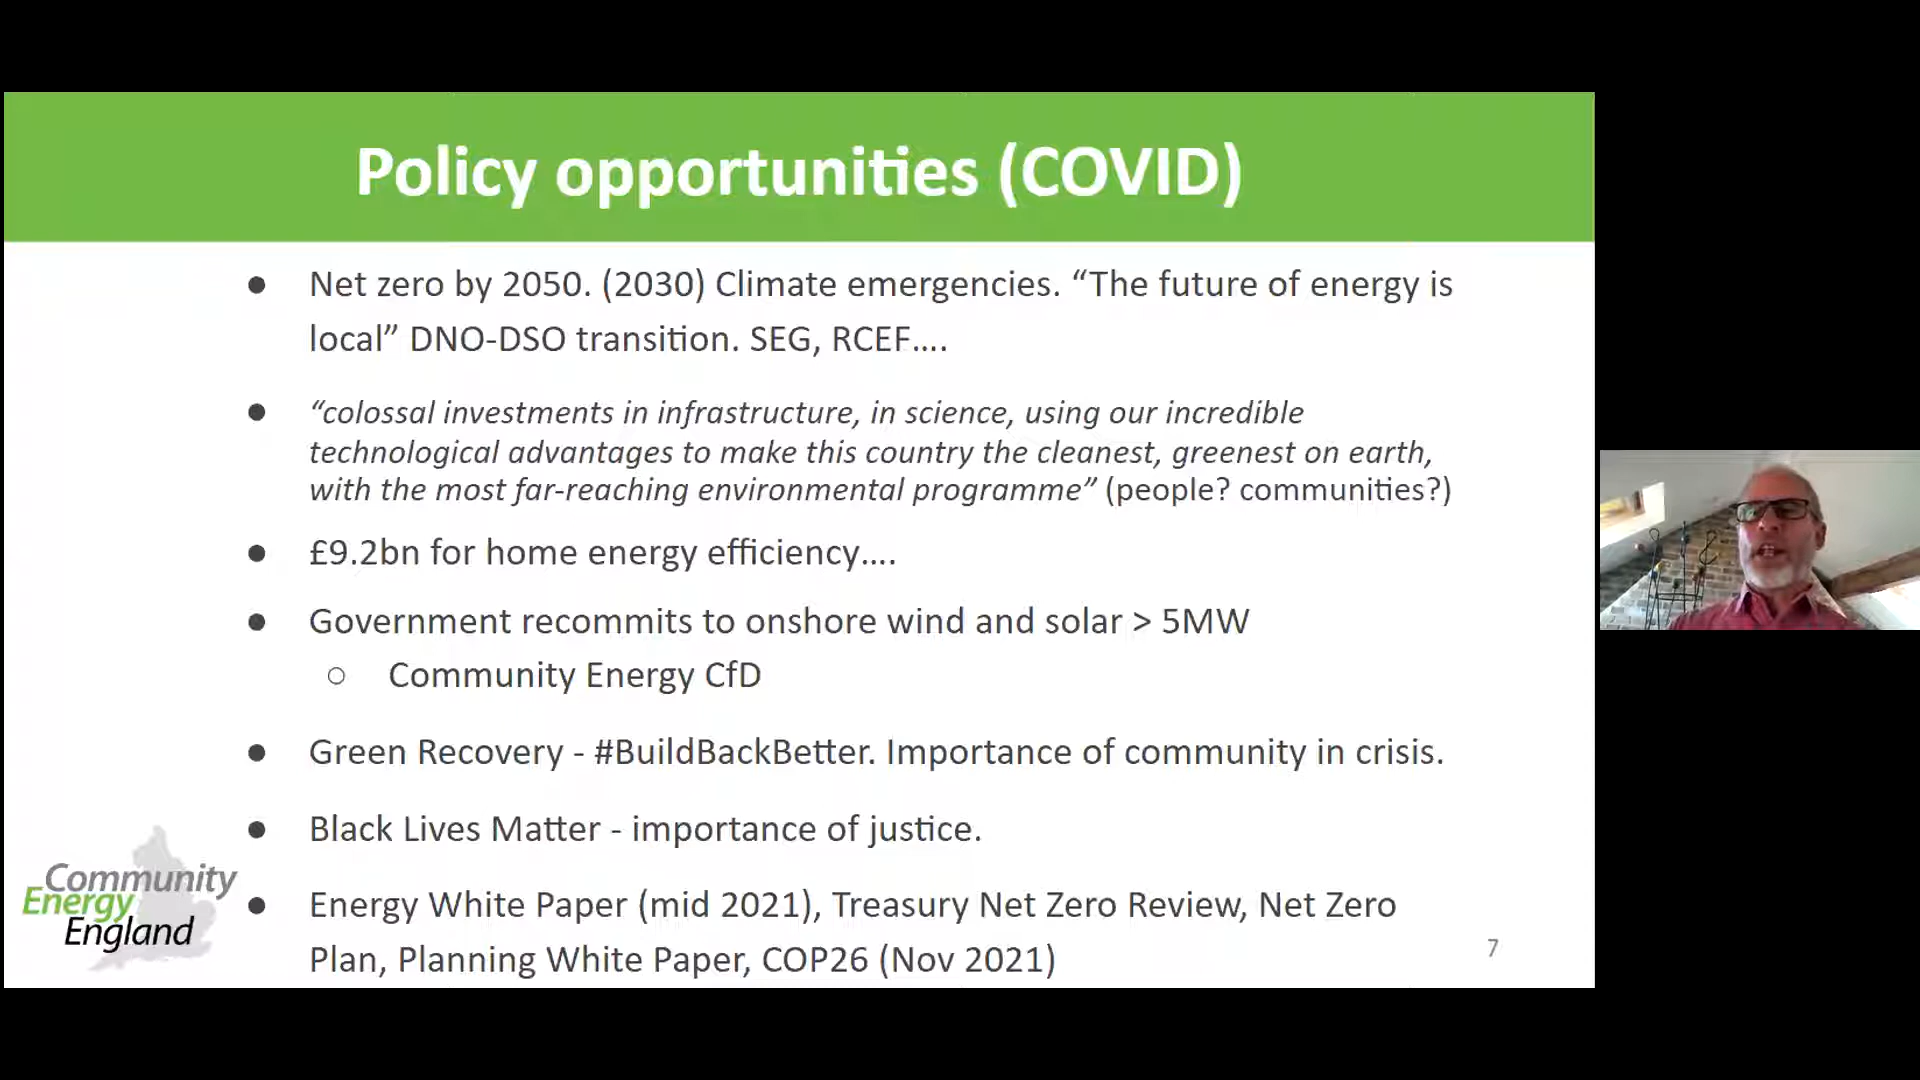 Policy opportunities (COVID)
● Net zero by 2050. (2030) Climate emergencies. “The future of energy is
local” DNO-DSO transition. SEG, RCEF....
● “colossal investments in infrastructure, in science, using our incredible
technological advantages to make this country the cleanest, greenest on earth,
with the most far-reaching environmental programme” (people? communities?)
● £9.2bn for home energy efficiency....
● Government recommits to onshore wind and solar > 5MW
○ Community Energy CfD
● Green Recovery - #BuildBackBetter. Importance of community in crisis.
● Black Lives Matter - importance of justice.
● Energy White Paper (mid 2021), Treasury Net Zero Review, Net Zero
Plan, Planning White Paper, COP26 (Nov 2021)
Community
Energy
England
7